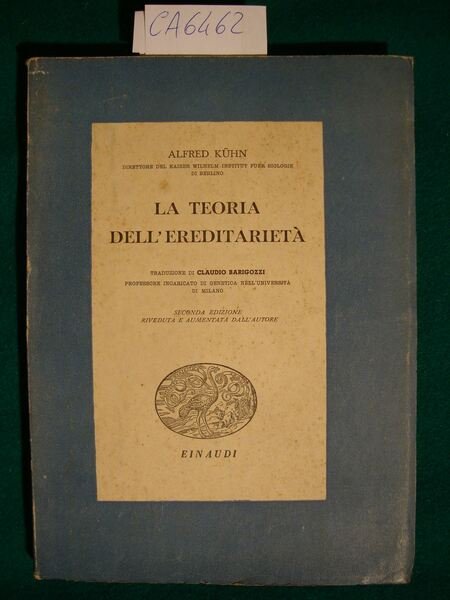 CA6462
ALFRED KÜHN
DIRETTORE DEL KAISER WILHELM INSTITUT FUER BIOLOGIE
DI BERLINO
LA TEORIA
DELL'EREDITARIETÀ
TRADUZIONE DI CLAUDIO BARIGOZZI
PROFESSORE INCARICATO DI GENETICA NELL'UNIVERSITÀ
DI MILANO
SECONDA EDIZIONE
RIVEDUTA E AUMENTATA DALL'AUTORE
EINAUDI